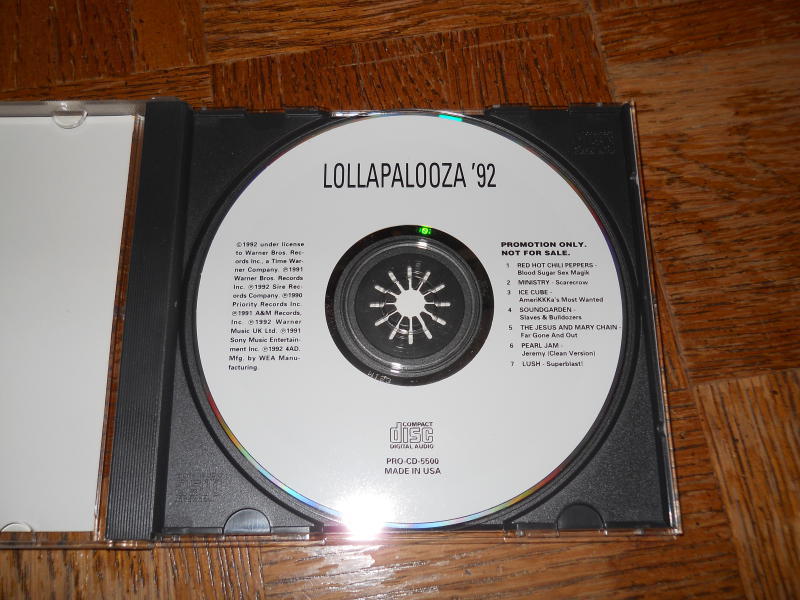 LOLLAPALOOZA '92
©1992 under license
to Warner Bros. Rec-
ords Inc., a Time War-
ner Company. ℗1991
Warner Bros. Records
Inc. ℗1992 Sire Rec-
ords Company. ℗1990
Priority Records Inc.
℗1991 A&M Records,
Inc. ℗1992 Warner
Music UK Ltd. ℗1991
Sony Music Entertain-
ment Inc. ℗1992 4AD.
Mfg. by WEA Manu-
facturing.
PROMOTION ONLY.
NOT FOR SALE.
1 RED HOT CHILI PEPPERS -
Blood Sugar Sex Magik
2 MINISTRY - Scarecrow
3 ICE CUBE -
AmeriKKKa's Most Wanted
4 SOUNDGARDEN -
Slaves & Bulldozers
5 THE JESUS AND MARY CHAIN -
Far Gone And Out
6 PEARL JAM -
Jeremy (Clean Version)
7 LUSH - Superblast!
COMPACT
disc
DIGITAL AUDIO
PRO-CD-5500
MADE IN USA